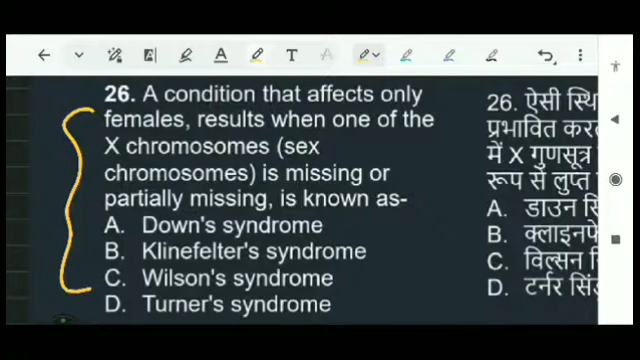 26. A condition that affects only
females, results when one of the
X chromosomes (sex
chromosomes) is missing or
partially missing, is known as-
A. Down's syndrome
B. Klinefelter's syndrome
C. Wilson's syndrome
D. Turner's syndrome
26. ऐसी
प्रभावित
में X गुणसूत्र
रूप से लुप्त
A. डाउन
B.
C. विल्सन
D. टर्नर